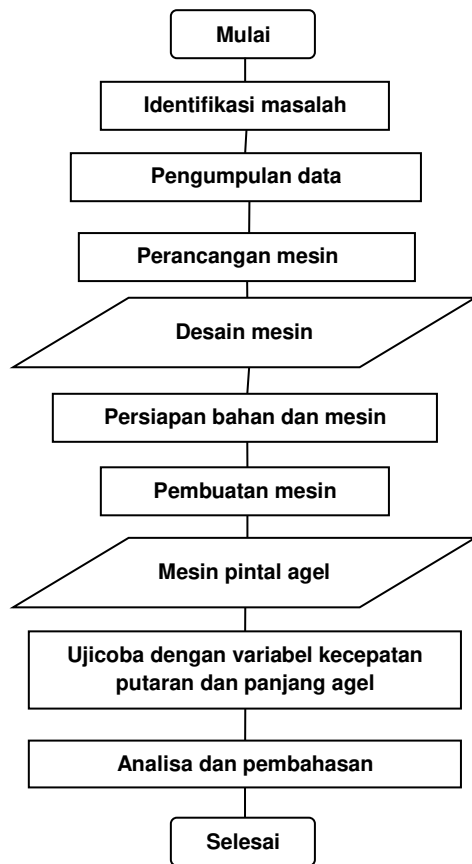 Mulai
Identifikasi masalah
Pengumpulan data
Perancangan mesin
Desain mesin
Persiapan bahan dan mesin
Pembuatan mesin
Mesin pintal agel
Ujicoba dengan variabel kecepatan
putaran dan panjang agel
Analisa dan pembahasan
Selesai